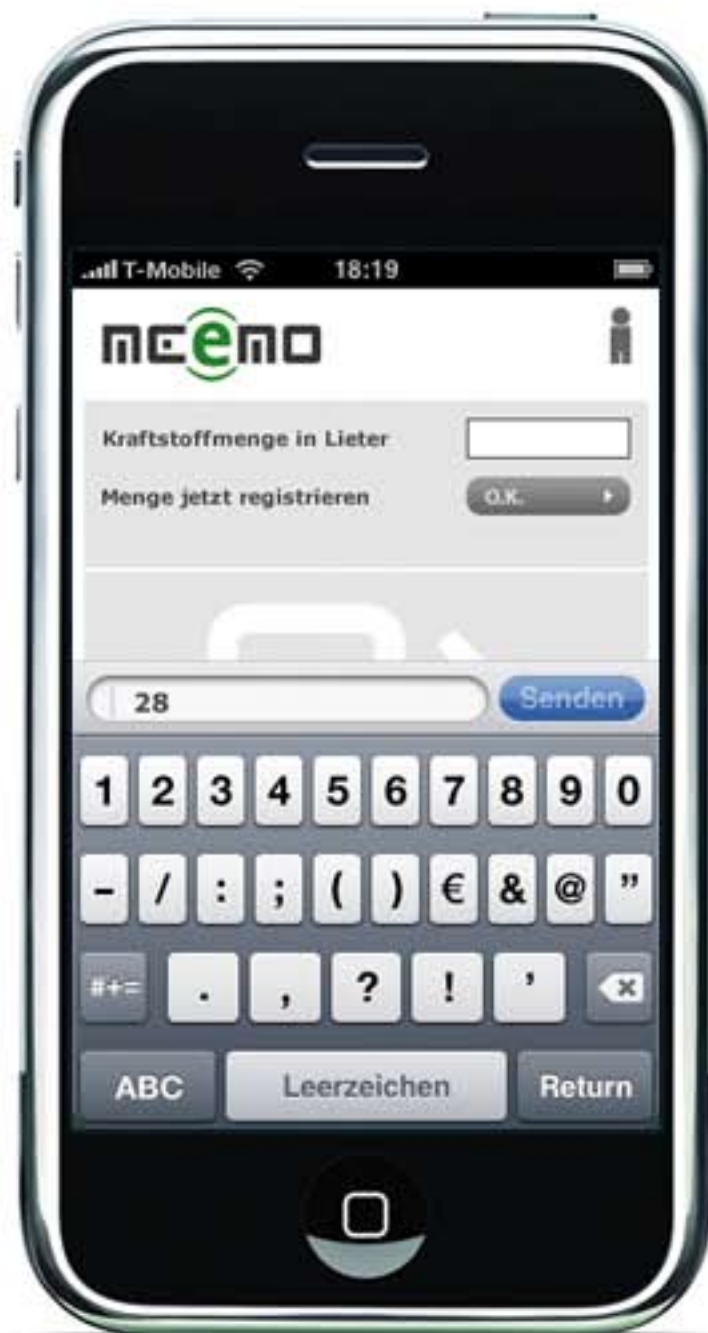 T-Mobile 18:19
mcemo
Kraftstoffmenge in Lieter
Menge jetzt registrieren O.K.
28 Senden
1 2 3 4 5 6 7 8 9 0
- / : ; ( ) € & @ "
#+= . , ? ! '
ABC Leerzeichen Return